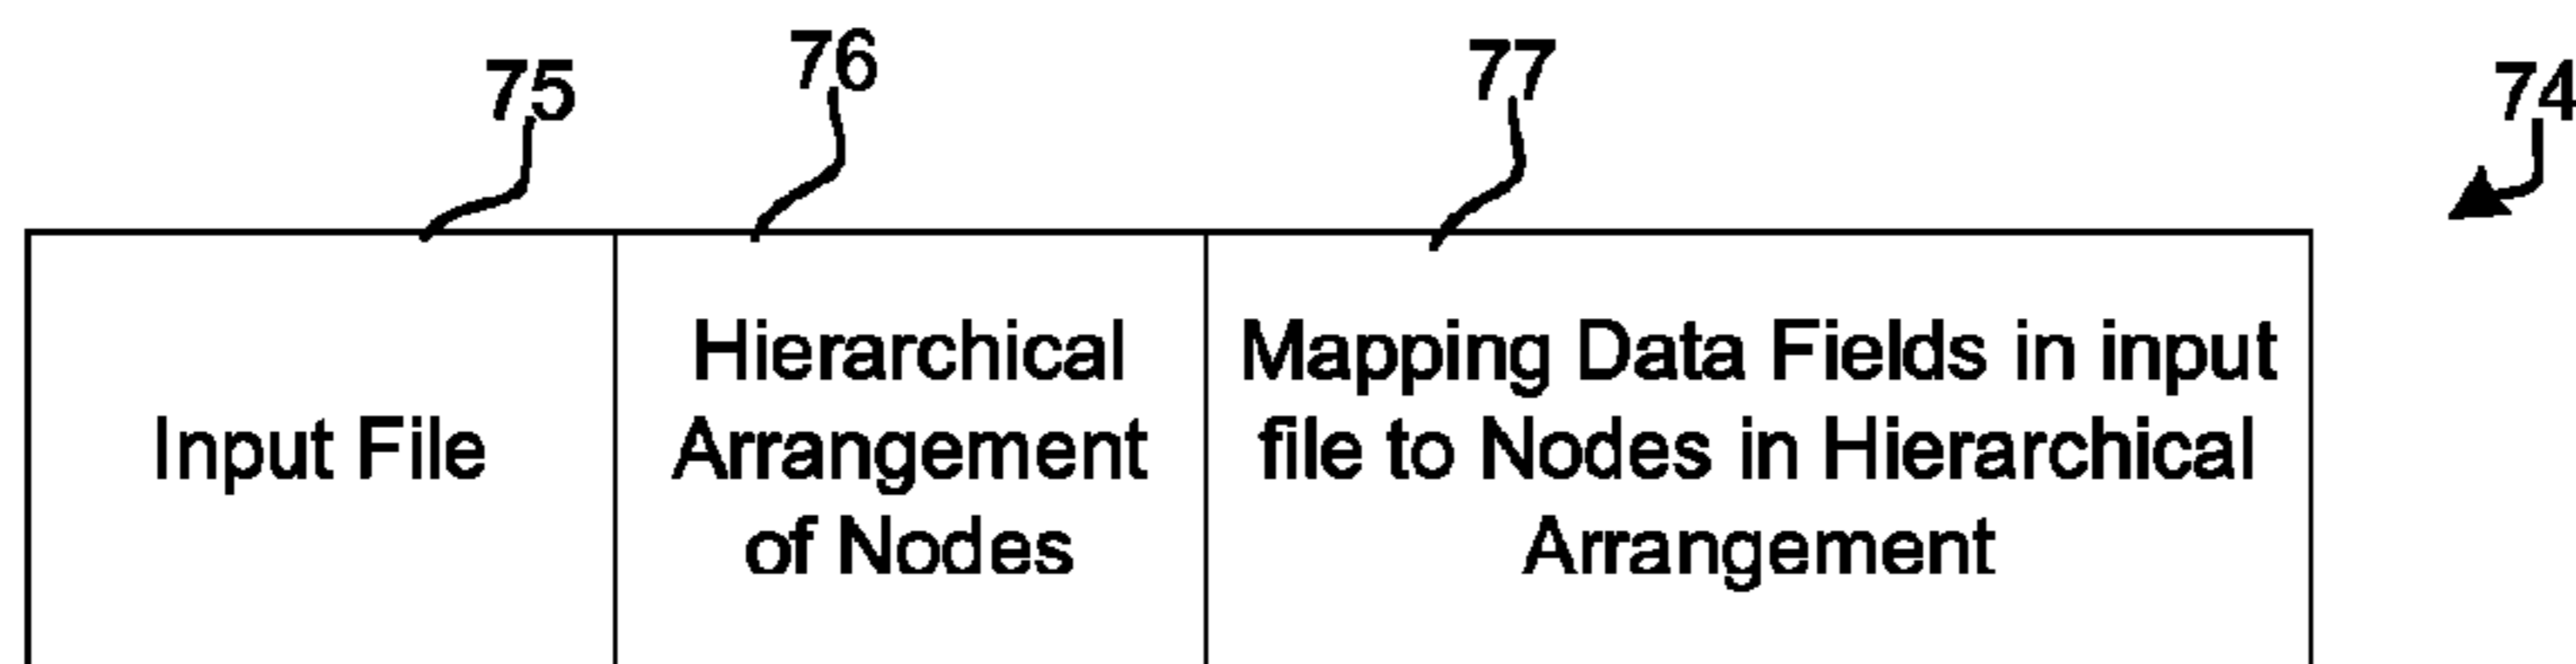 75
76
77
74
Input File
Hierarchical
Arrangement
of Nodes
Mapping Data Fields in input
file to Nodes in Hierarchical
Arrangement